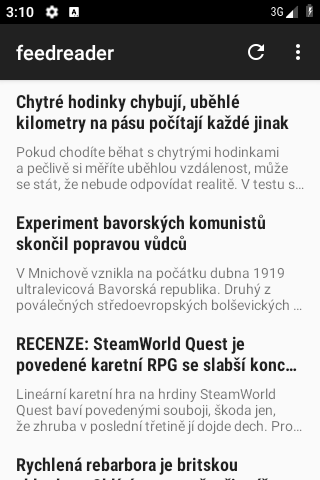 3:10
3G
feedreader
Chytré hodinky chybují, uběhlé
kilometry na pásu počítají každé jinak
Pokud chodíte běhat s chytrými hodinkami
a pečlivě si měříte uběhlou vzdálenost, může
se stát, že nebude odpovídat realitě. V testu s…
Experiment bavorských komunistů
skončil popravou vůdců
V Mnichově vznikla na počátku dubna 1919
ultralevicová Bavorská republika. Druhý z
poválečných středoevropských bolševických …
RECENZE: SteamWorld Quest je
povedené karetní RPG se slabší konc…
Lineární karetní hra na hrdiny SteamWorld
Quest baví povedenými souboji, škoda jen,
že zhruba v poslední třetině jí dojde dech. Pro…
Rychlená rebarbora je britskou